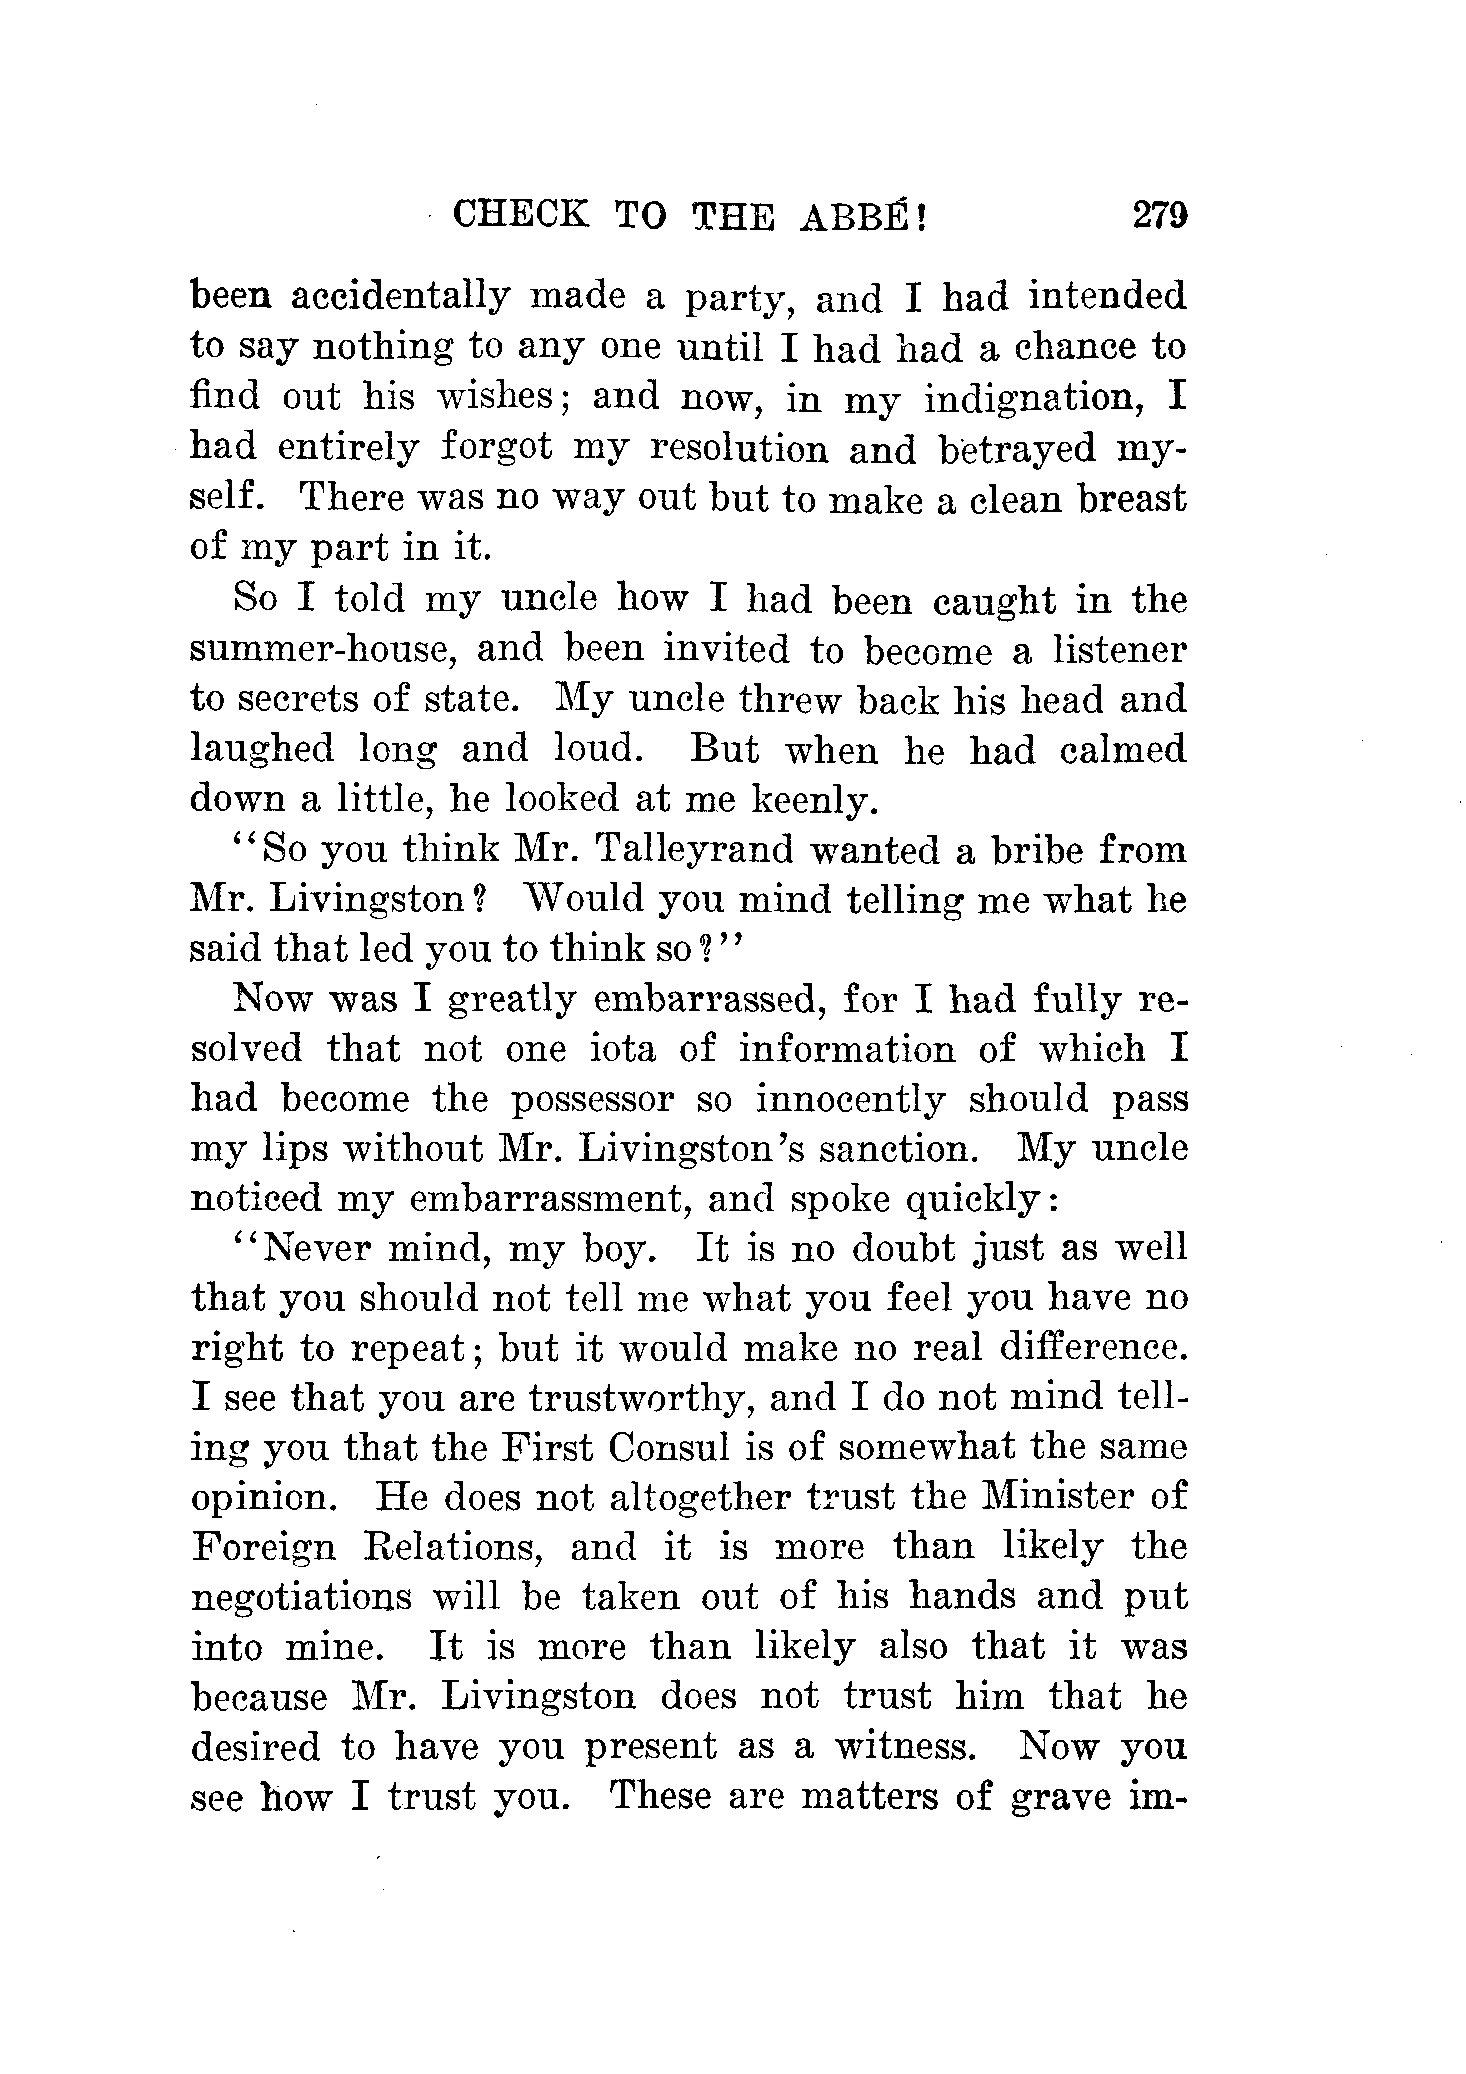 CHECK TO THE ABBÉ! 279
been accidentally made a party, and I had intended
to say nothing to any one until I had had a chance to
find out his wishes; and now, in my indignation, I
had entirely forgot my resolution and betrayed my-
self. There was no way out but to make a clean breast
of my part in it.
So I told my uncle how I had been caught in the
summer-house, and been invited to become a listener
to secrets of state. My uncle threw back his head and
laughed long and loud. But when he had calmed
down a little, he looked at me keenly.
"So you think Mr. Talleyrand wanted a bribe from
Mr. Livingston? Would you mind telling me what he
said that led you to think so?"
Now was I greatly embarrassed, for I had fully re-
solved that not one iota of information of which I
had become the possessor so innocently should pass
my lips without Mr. Livingston's sanction. My uncle
noticed my embarrassment, and spoke quickly:
"Never mind, my boy. It is no doubt just as well
that you should not tell me what you feel you have no
right to repeat; but it would make no real difference.
I see that you are trustworthy, and I do not mind tell-
ing you that the First Consul is of somewhat the same
opinion. He does not altogether trust the Minister of
Foreign Relations, and it is more than likely the
negotiations will be taken out of his hands and put
into mine. It is more than likely also that it was
because Mr. Livingston does not trust him that he
desired to have you present as a witness. Now you
see how I trust you. These are matters of grave im-